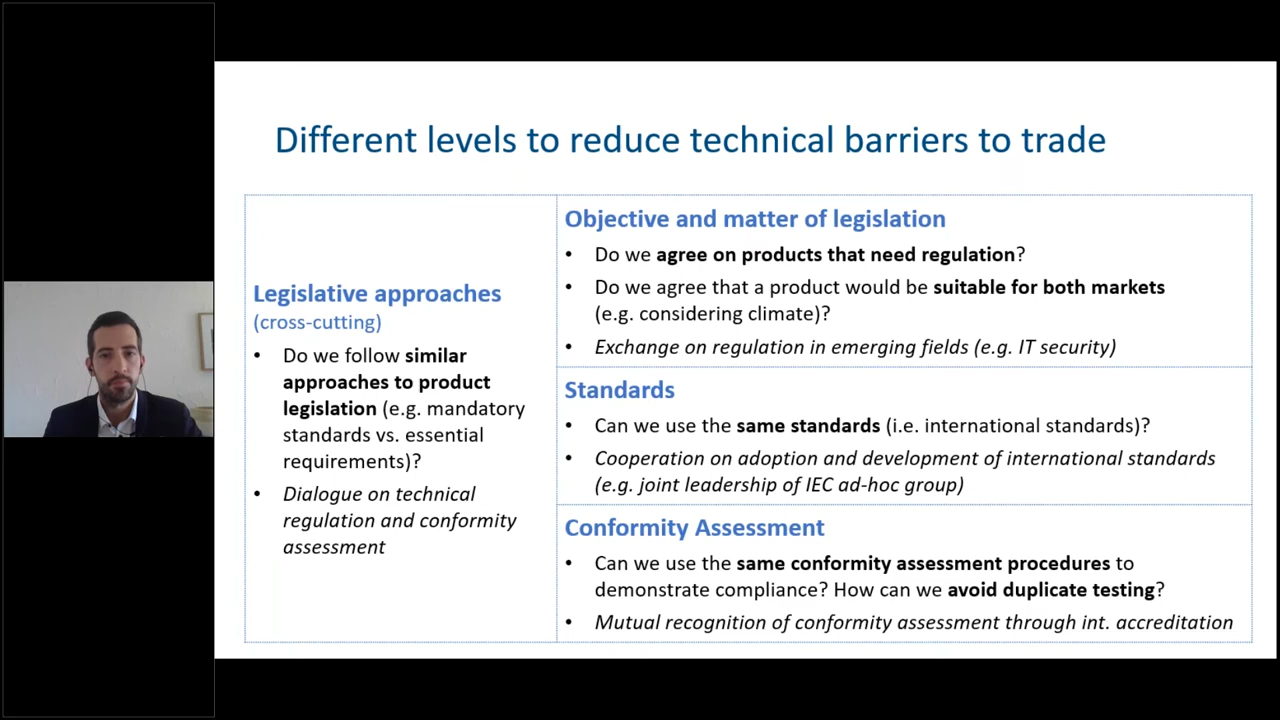 Different levels to reduce technical barriers to trade
Legislative approaches
(cross-cutting)
• Do we follow similar
approaches to product
legislation (e.g. mandatory
standards vs. essential
requirements)?
• Dialogue on technical
regulation and conformity
assessment
Objective and matter of legislation
• Do we agree on products that need regulation?
• Do we agree that a product would be suitable for both markets
(e.g. considering climate)?
• Exchange on regulation in emerging fields (e.g. IT security)
Standards
• Can we use the same standards (i.e. international standards)?
• Cooperation on adoption and development of international standards
(e.g. joint leadership of IEC ad-hoc group)
Conformity Assessment
• Can we use the same conformity assessment procedures to
demonstrate compliance? How can we avoid duplicate testing?
• Mutual recognition of conformity assessment through int. accreditation